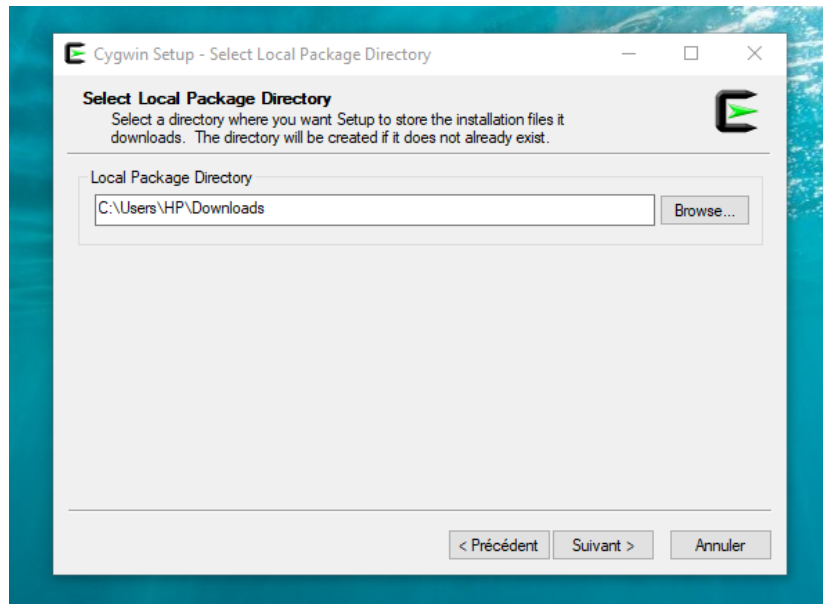 Cygwin Setup - Select Local Package Directory
Select Local Package Directory
Select a directory where you want Setup to store the installation files it
downloads. The directory will be created if it does not already exist.
Local Package Directory
C:\Users\HP\Downloads
Browse...
< Précédent
Suivant >
Annuler